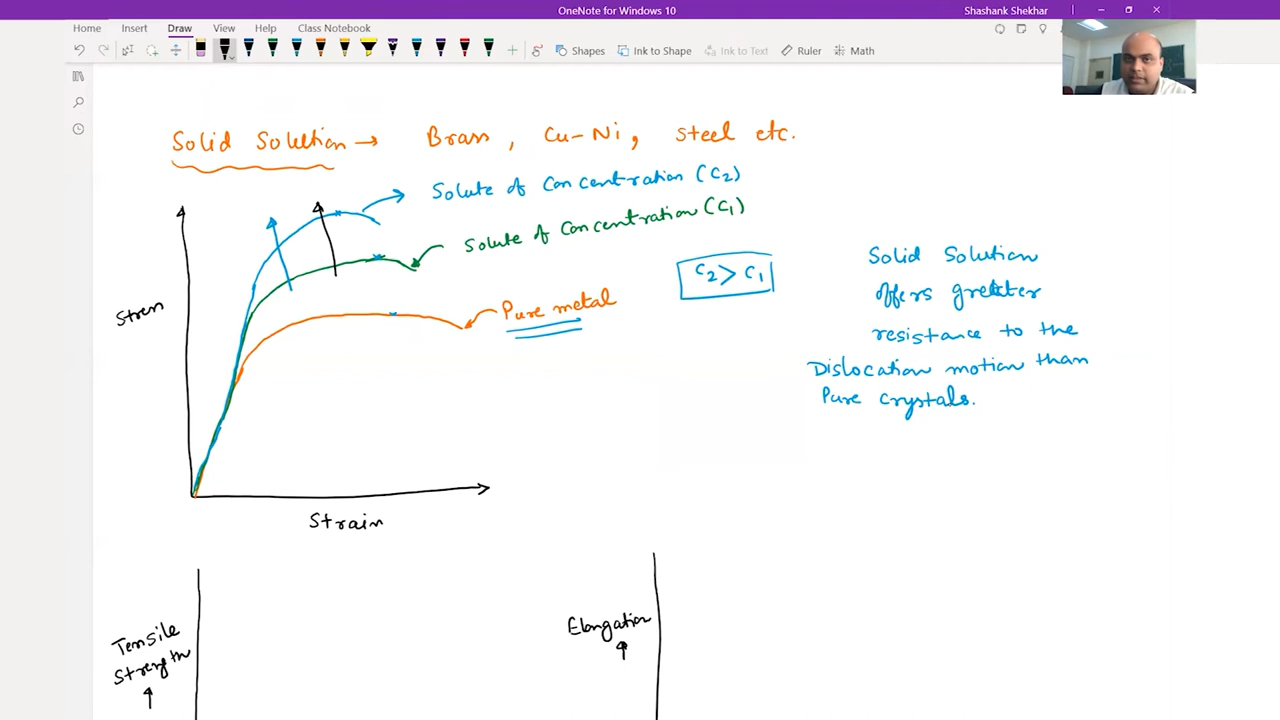 OneNote for Windows 10
Shashank Shekhar
Home Insert Draw View Help Class Notebook
Shapes Ink to Shape Ink to Text Ruler Math
Solid Solution → Brass, Cu-Ni, Steel etc.
Solute of Concentration (C2)
Solute of Concentration (C1)
C2 > C1
Pure metal
Stress
Strain
Solid Solution
offers greater
resistance to the
Dislocation motion than
Pure crystals.
Tensile
Strength
Elongation